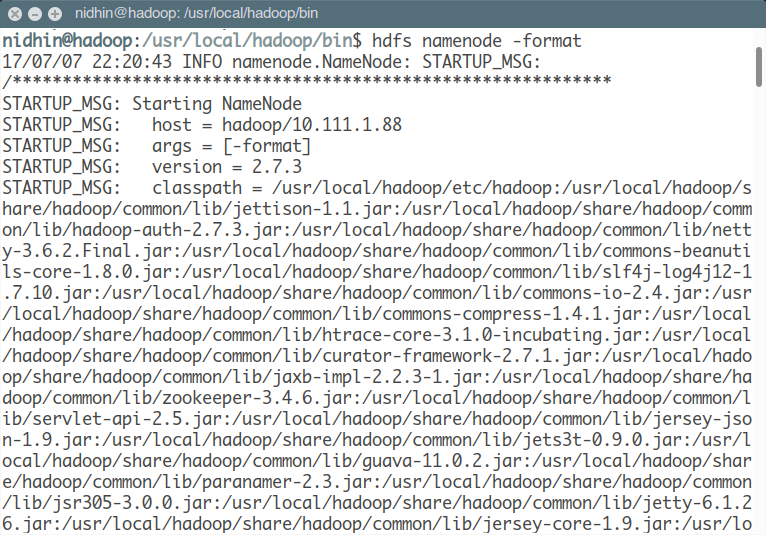 nidhin@hadoop: /usr/local/hadoop/bin
nidhin@hadoop:/usr/local/hadoop/bin$ hdfs namenode -format
17/07/07 22:20:43 INFO namenode.NameNode: STARTUP_MSG:
/************************************************************
STARTUP_MSG: Starting NameNode
STARTUP_MSG:   host = hadoop/10.111.1.88
STARTUP_MSG:   args = [-format]
STARTUP_MSG:   version = 2.7.3
STARTUP_MSG:   classpath = /usr/local/hadoop/etc/hadoop:/usr/local/hadoop/s
hare/hadoop/common/lib/jettison-1.1.jar:/usr/local/hadoop/share/hadoop/comm
on/lib/hadoop-auth-2.7.3.jar:/usr/local/hadoop/share/hadoop/common/lib/nett
y-3.6.2.Final.jar:/usr/local/hadoop/share/hadoop/common/lib/commons-beanuti
ls-core-1.8.0.jar:/usr/local/hadoop/share/hadoop/common/lib/slf4j-log4j12-1
.7.10.jar:/usr/local/hadoop/share/hadoop/common/lib/commons-io-2.4.jar:/usr
/local/hadoop/share/hadoop/common/lib/commons-compress-1.4.1.jar:/usr/local
/hadoop/share/hadoop/common/lib/htrace-core-3.1.0-incubating.jar:/usr/local
/hadoop/share/hadoop/common/lib/curator-framework-2.7.1.jar:/usr/local/hado
op/share/hadoop/common/lib/jaxb-impl-2.2.3-1.jar:/usr/local/hadoop/share/ha
doop/common/lib/zookeeper-3.4.6.jar:/usr/local/hadoop/share/hadoop/common/l
ib/servlet-api-2.5.jar:/usr/local/hadoop/share/hadoop/common/lib/jersey-jso
n-1.9.jar:/usr/local/hadoop/share/hadoop/common/lib/jets3t-0.9.0.jar:/usr/l
ocal/hadoop/share/hadoop/common/lib/guava-11.0.2.jar:/usr/local/hadoop/shar
e/hadoop/common/lib/paranamer-2.3.jar:/usr/local/hadoop/share/hadoop/common
/lib/jsr305-3.0.0.jar:/usr/local/hadoop/share/hadoop/common/lib/jetty-6.1.2
6.jar:/usr/local/hadoop/share/hadoop/common/lib/jersey-core-1.9.jar:/usr/lo